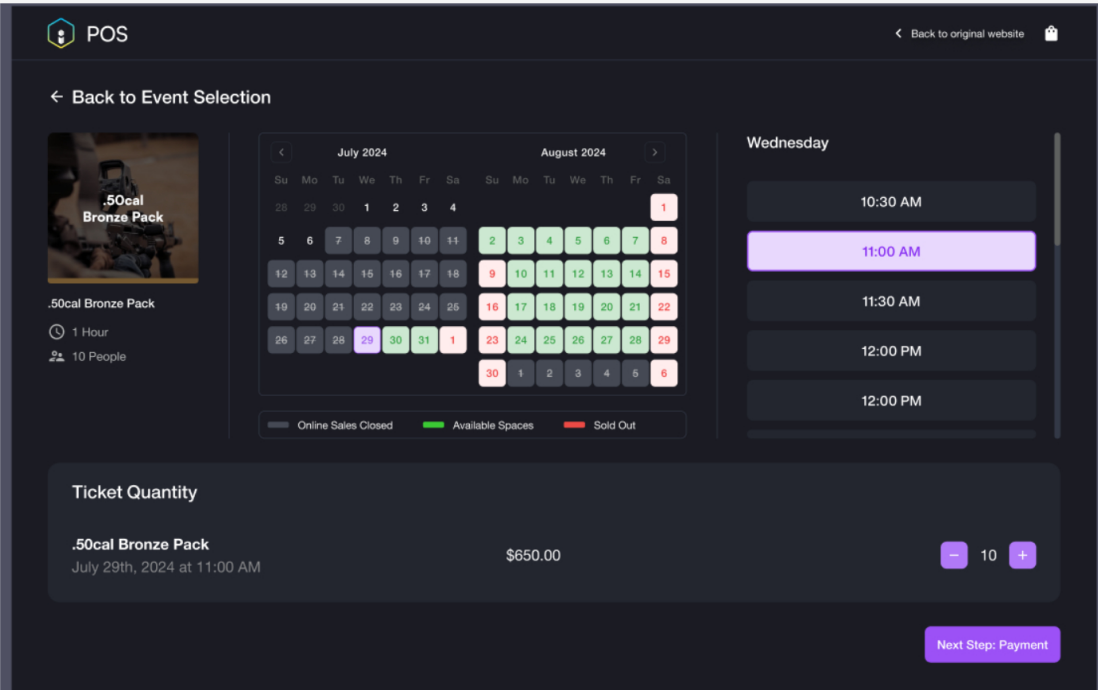 POS
Back to original website
Back to Event Selection
.50cal
Bronze Pack
.50cal Bronze Pack
1 Hour
10 People
July 2024
Su Mo Tu We Th Fr Sa
28 29 30 1 2 3 4
5 6 7 8 9 10 11
12 13 14 15 16 17 18
19 20 21 22 23 24 25
26 27 28 29 30 31 1
August 2024
Su Mo Tu We Th Fr Sa
1
2 3 4 5 6 7 8
9 10 11 12 13 14 15
16 17 18 19 20 21 22
23 24 25 26 27 28 29
30 1 2 3 4 5 6
Online Sales Closed Available Spaces Sold Out
Wednesday
10:30 AM
11:00 AM
11:30 AM
12:00 PM
12:00 PM
Ticket Quantity
.50cal Bronze Pack
July 29th, 2024 at 11:00 AM
$650.00
− 10 +
Next Step: Payment